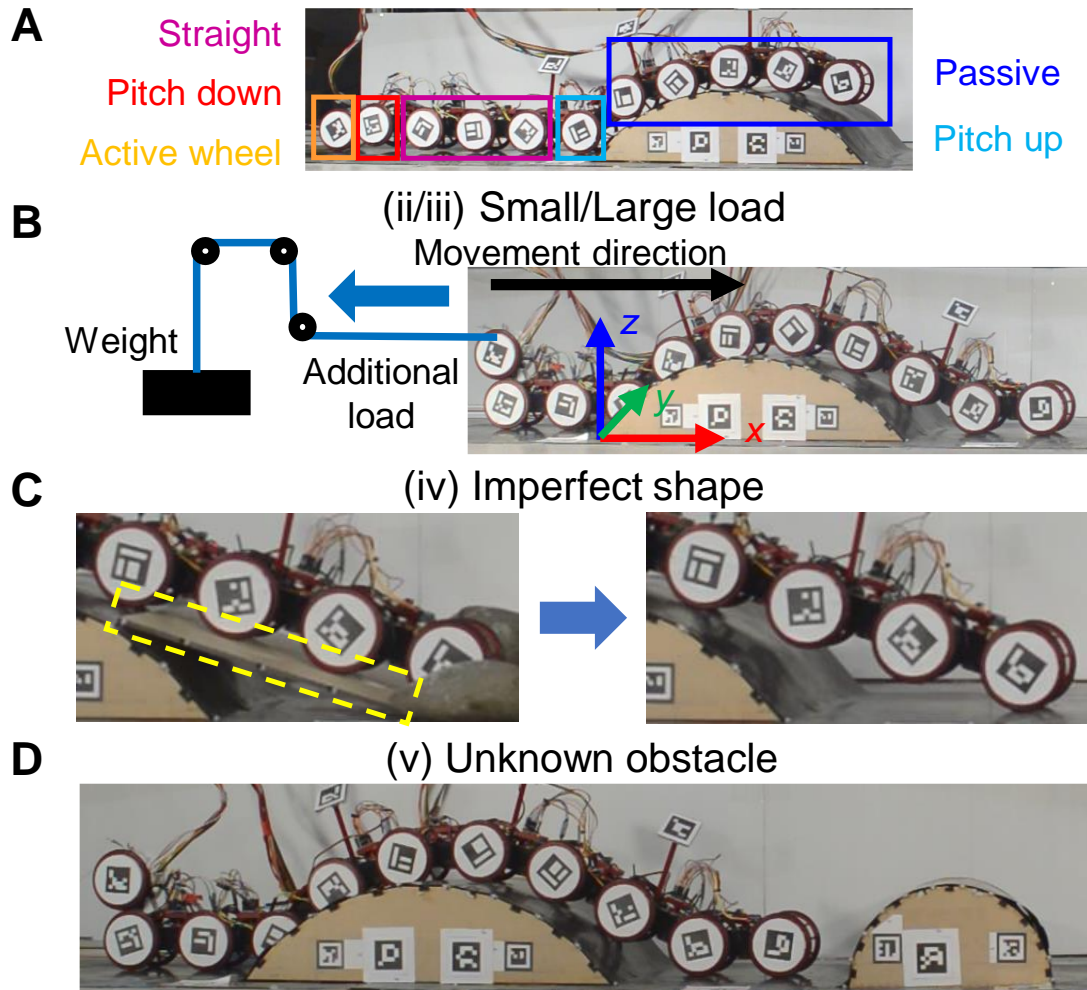 A
Straight
Pitch down
Active wheel
Passive
Pitch up
B
(ii/iii) Small/Large load
Movement direction
Weight
Additional
load
z
y
x
C
(iv) Imperfect shape
D
(v) Unknown obstacle